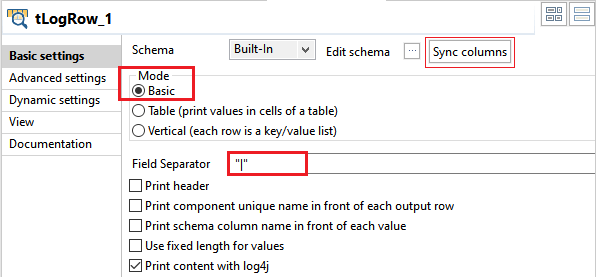 tLogRow_1
Basic settings
Advanced settings
Dynamic settings
View
Documentation
Schema Built-In Edit schema ... Sync columns
Mode
Basic
Table (print values in cells of a table)
Vertical (each row is a key/value list)
Field Separator "|"
Print header
Print component unique name in front of each output row
Print schema column name in front of each value
Use fixed length for values
Print content with log4j